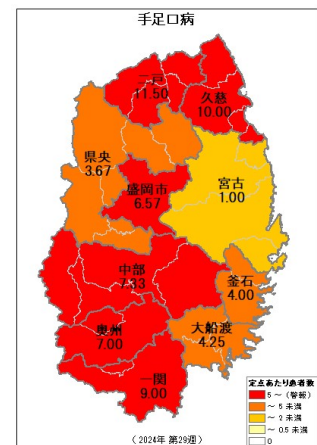 手足口病
二戸
11.50
久慈
10.00
県央
3.67
盛岡市
6.57
宮古
1.00
中部
7.33
釜石
4.00
奥州
7.00
大船渡
4.25
一関
9.00
定点あたり患者数
5～(警報)
～5未満
～2未満
～0.5未満
0
(2024年 第29週)